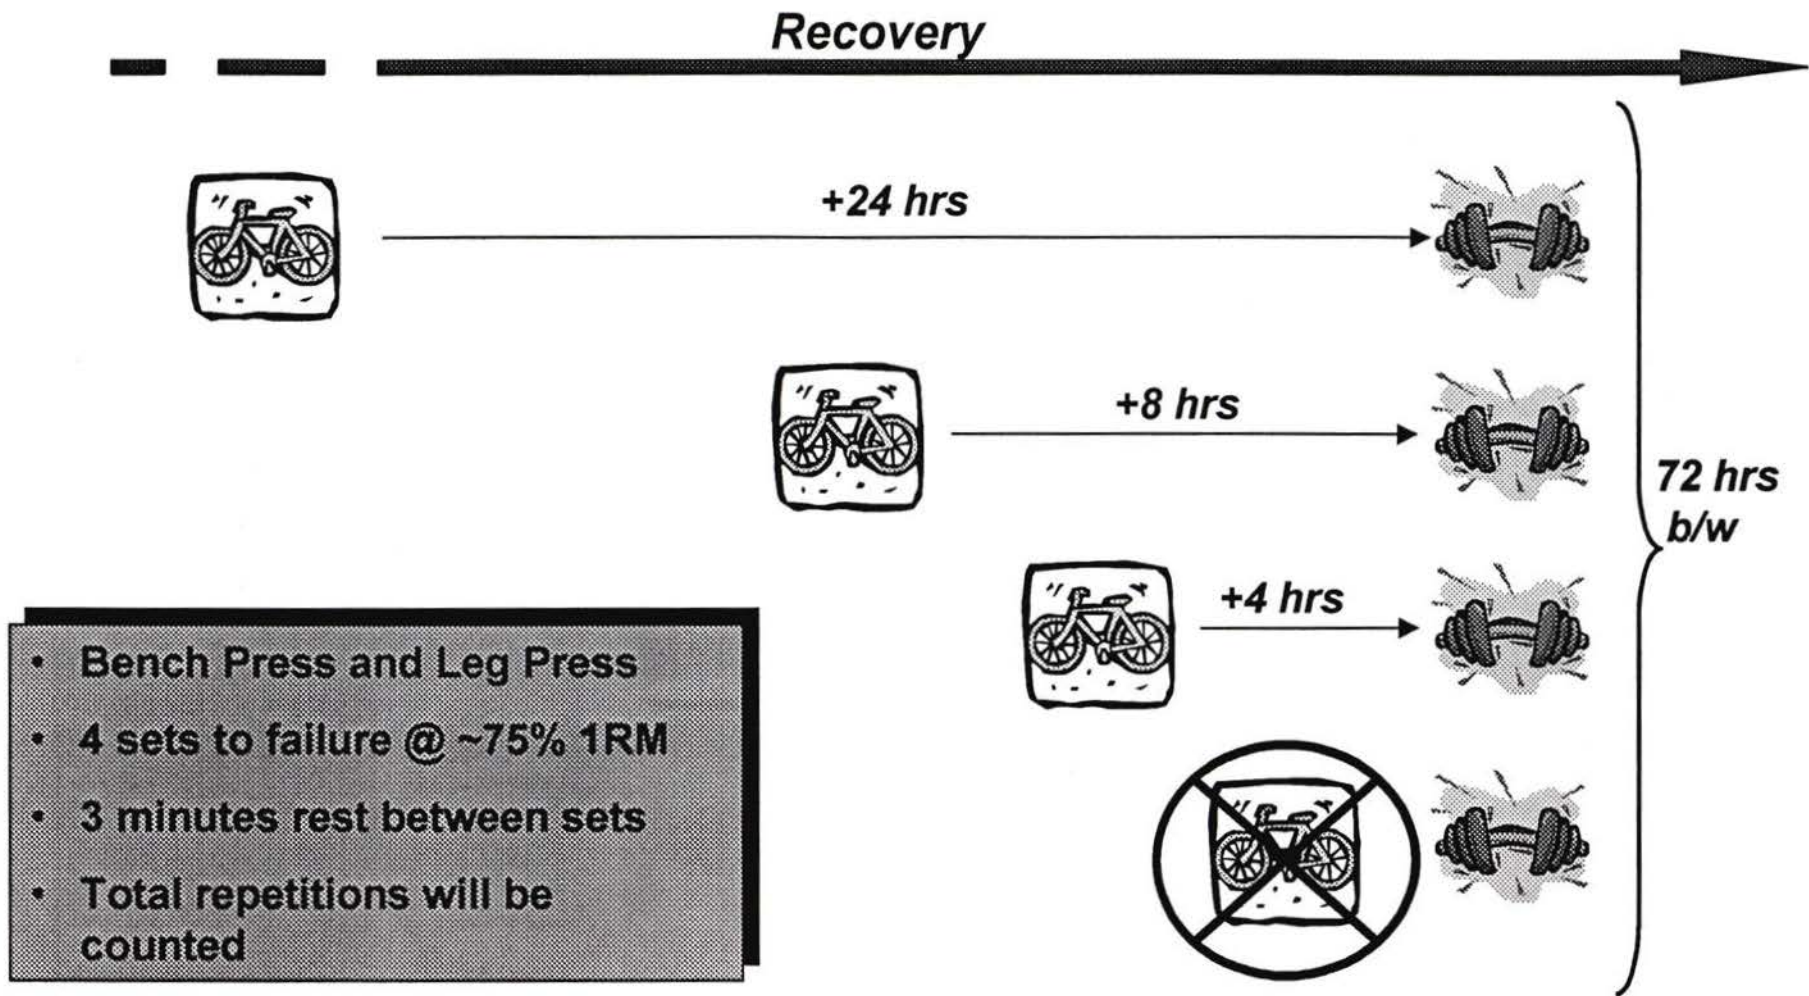 Recovery
+24 hrs
+8 hrs
+4 hrs
72 hrs
b/w
• Bench Press and Leg Press
• 4 sets to failure @ ~75% 1RM
• 3 minutes rest between sets
• Total repetitions will be
counted